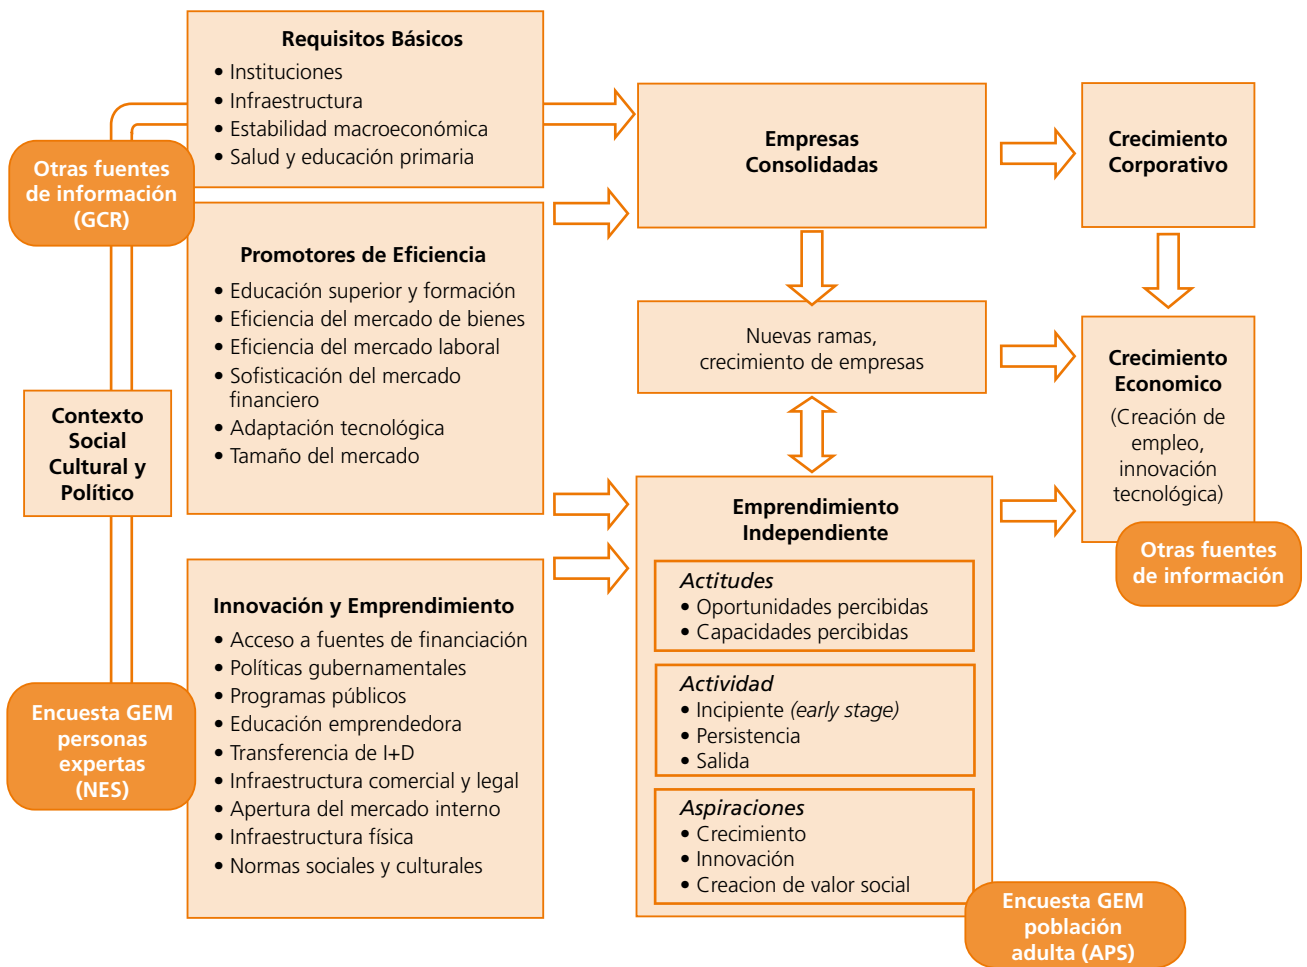 Requisitos Básicos
• Instituciones
• Infraestructura
• Estabilidad macroeconómica
• Salud y educación primaria
Otras fuentes
de información
(GCR)
Promotores de Eficiencia
• Educación superior y formación
• Eficiencia del mercado de bienes
• Eficiencia del mercado laboral
• Sofisticación del mercado
financiero
• Adaptación tecnológica
• Tamaño del mercado
Contexto
Social
Cultural y
Político
Innovación y Emprendimiento
• Acceso a fuentes de financiación
• Políticas gubernamentales
• Programas públicos
• Educación emprendedora
• Transferencia de I+D
• Infraestructura comercial y legal
• Apertura del mercado interno
• Infraestructura física
• Normas sociales y culturales
Encuesta GEM
personas
expertas
(NES)
Empresas
Consolidadas
Nuevas ramas,
crecimiento de empresas
Emprendimiento
Independiente
Actitudes
• Oportunidades percibidas
• Capacidades percibidas
Actividad
• Incipiente (early stage)
• Persistencia
• Salida
Aspiraciones
• Crecimiento
• Innovación
• Creacion de valor social
Encuesta GEM
población
adulta (APS)
Crecimiento
Corporativo
Crecimiento
Economico
(Creación de
empleo,
innovación
tecnológica)
Otras fuentes
de información